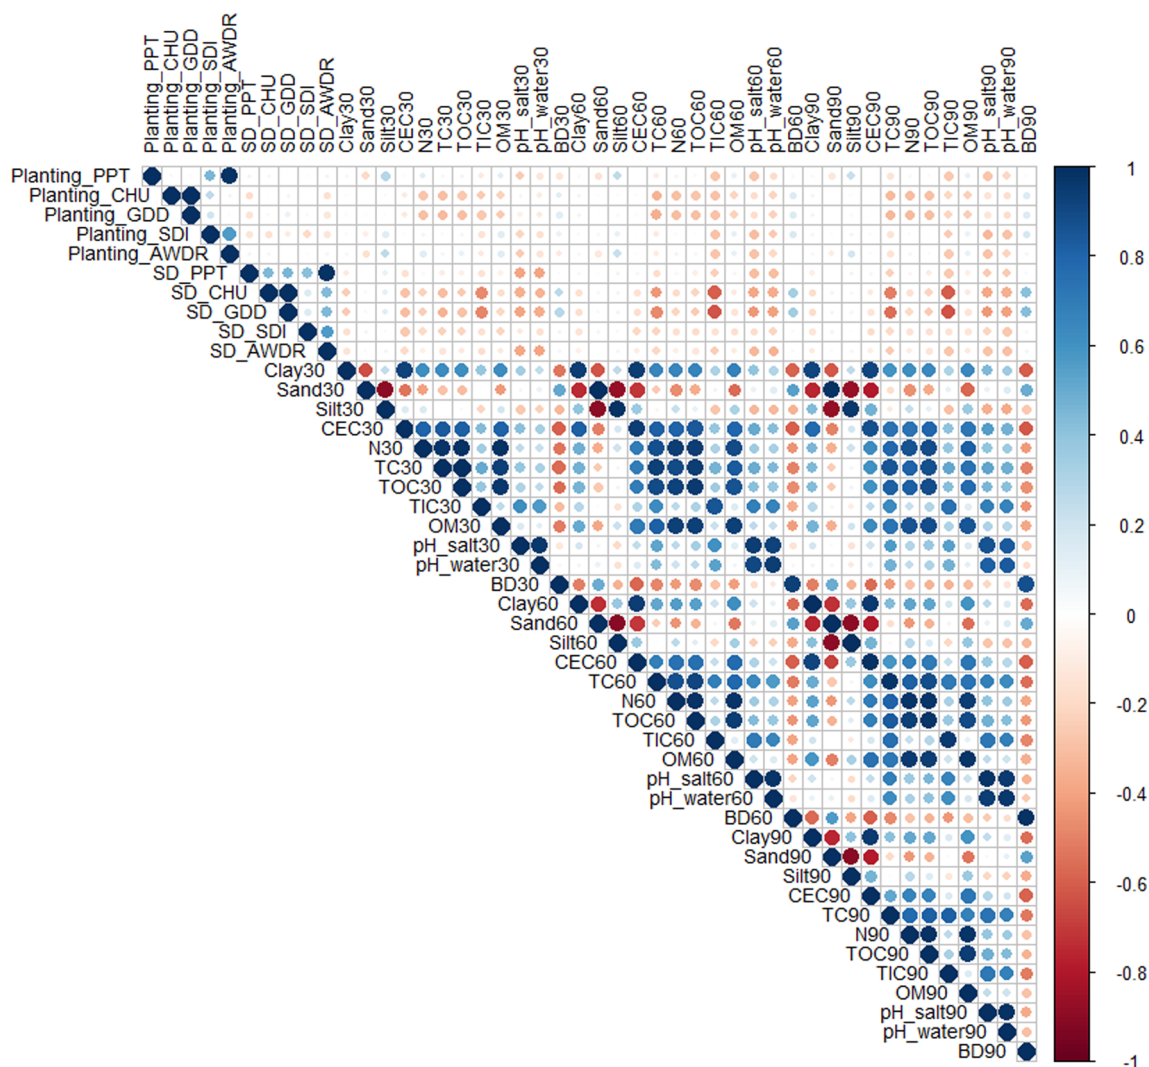 Planting_PPT
Planting_CHU
Planting_GDD
Planting_SDI
Planting_AWDR
SD_PPT
SD_CHU
SD_GDD
SD_SDI
SD_AWDR
Clay30
Sand30
Silt30
CEC30
N30
TC30
TOC30
TIC30
OM30
pH_salt30
pH_water30
BD30
Clay60
Sand60
Silt60
CEC60
TC60
N60
TOC60
TIC60
OM60
pH_salt60
pH_water60
BD60
Clay90
Sand90
Silt90
CEC90
TC90
N90
TOC90
TIC90
OM90
pH_salt90
pH_water90
BD90
Planting_PPT
Planting_CHU
Planting_GDD
Planting_SDI
Planting_AWDR
SD_PPT
SD_CHU
SD_GDD
SD_SDI
SD_AWDR
Clay30
Sand30
Silt30
CEC30
N30
TC30
TOC30
TIC30
OM30
pH_salt30
pH_water30
BD30
Clay60
Sand60
Silt60
CEC60
TC60
N60
TOC60
TIC60
OM60
pH_salt60
pH_water60
BD60
Clay90
Sand90
Silt90
CEC90
TC90
N90
TOC90
TIC90
OM90
pH_salt90
pH_water90
BD90
1
0.8
0.6
0.4
0.2
0
-0.2
-0.4
-0.6
-0.8
-1